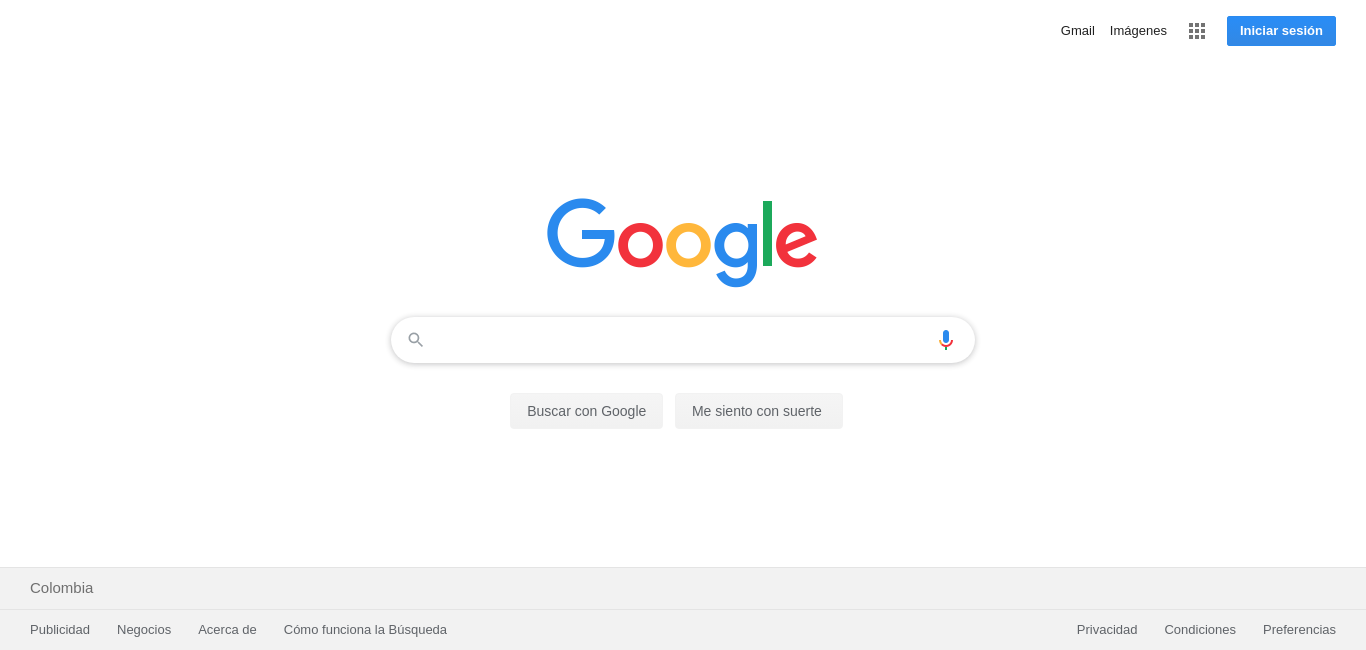 Gmail Imágenes Iniciar sesión
Google
Buscar con Google Me siento con suerte
Colombia
Publicidad Negocios Acerca de Cómo funciona la Búsqueda Privacidad Condiciones Preferencias